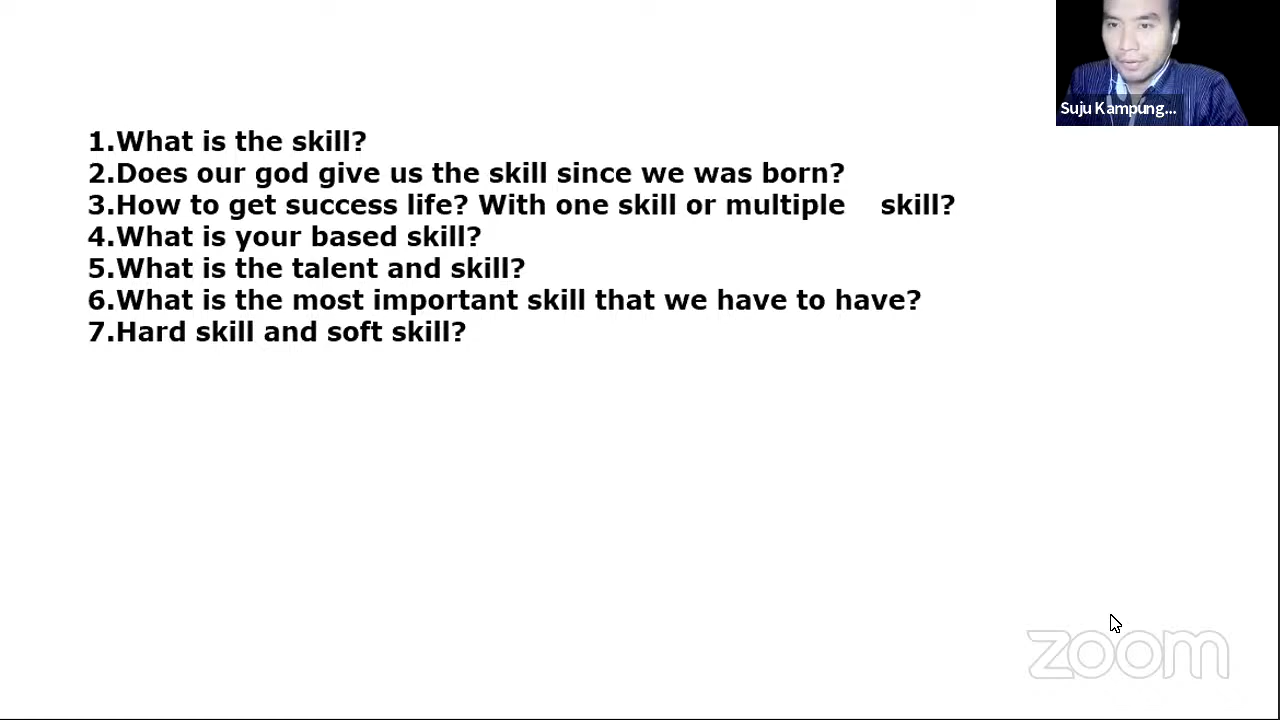 Suju Kampung...
1.What is the skill?
2.Does our god give us the skill since we was born?
3.How to get success life? With one skill or multiple    skill?
4.What is your based skill?
5.What is the talent and skill?
6.What is the most important skill that we have to have?
7.Hard skill and soft skill?
zoom